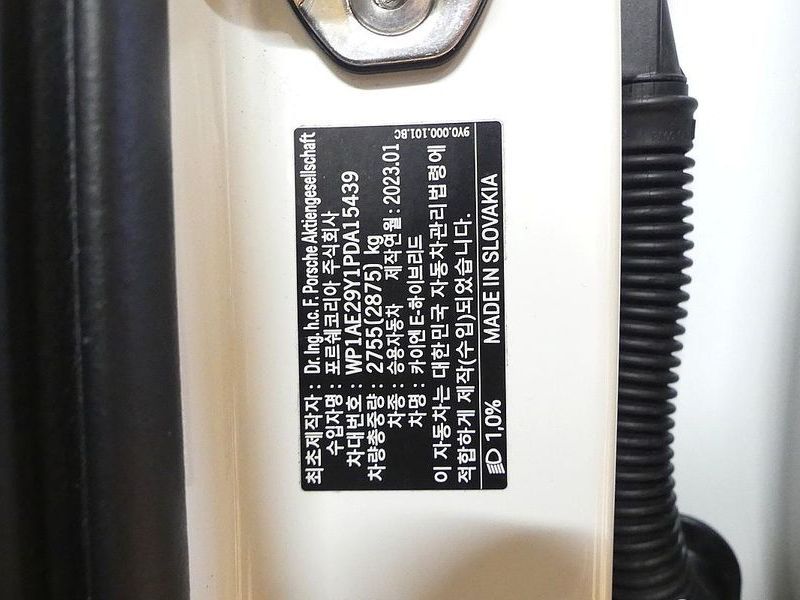 최초제작자 : Dr. Ing. h.c. F. Porsche Aktiengesellschaft
수입자명 : 포르쉐코리아 주식회사
차대번호 : WP1AE29Y1PDA15439
차량총중량 : 2755(2875) kg
차종 : 승용자동차 제작연월 : 2023.01
차명 : 카이엔 E-하이브리드
9Y0.000.101.BC
이 자동차는 대한민국 자동차관리법령에
적합하게 제작(수입)되었습니다.
1,0% MADE IN SLOVAKIA